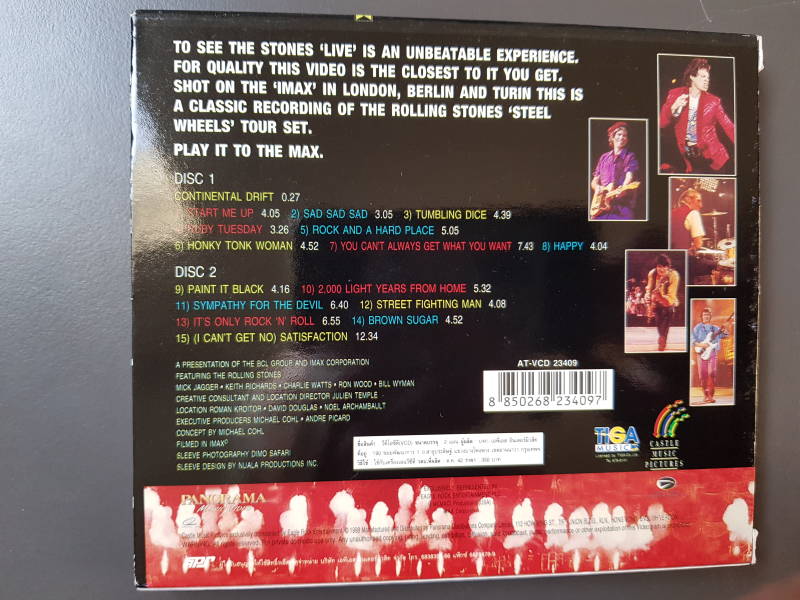 TO SEE THE STONES 'LIVE' IS AN UNBEATABLE EXPERIENCE.
FOR QUALITY THIS VIDEO IS THE CLOSEST TO IT YOU GET.
SHOT ON THE 'IMAX' IN LONDON, BERLIN AND TURIN THIS IS
A CLASSIC RECORDING OF THE ROLLING STONES 'STEEL
WHEELS' TOUR SET.
PLAY IT TO THE MAX.
DISC 1
CONTINENTAL DRIFT 0.27
START ME UP 4.05 2) SAD SAD SAD 3.05 3) TUMBLING DICE 4.39
RUBY TUESDAY 3.26 5) ROCK AND A HARD PLACE 5.05
6) HONKY TONK WOMAN 4.52 7) YOU CAN'T ALWAYS GET WHAT YOU WANT 7.43 8) HAPPY 4.04
DISC 2
9) PAINT IT BLACK 4.16 10) 2,000 LIGHT YEARS FROM HOME 5.32
11) SYMPATHY FOR THE DEVIL 6.40 12) STREET FIGHTING MAN 4.08
13) IT'S ONLY ROCK 'N' ROLL 6.55 14) BROWN SUGAR 4.52
15) (I CAN'T GET NO) SATISFACTION 12.34
A PRESENTATION OF THE BCL GROUP AND IMAX CORPORATION
FEATURING THE ROLLING STONES
MICK JAGGER • KEITH RICHARDS • CHARLIE WATTS • RON WOOD • BILL WYMAN
CREATIVE CONSULTANT AND LOCATION DIRECTOR JULIEN TEMPLE
LOCATION ROMAN KROITOR • DAVID DOUGLAS • NOEL ARCHAMBAULT
EXECUTIVE PRODUCERS MICHAEL COHL • ANDRE PICARD
CONCEPT BY MICHAEL COHL
FILMED IN IMAX©
SLEEVE PHOTOGRAPHY DIMO SAFARI
SLEEVE DESIGN BY NUALA PRODUCTIONS INC.
AT-VCD 23409
8 850268 234097
TIGA
MUSIC
CASTLE
MUSIC
PICTURES
EXCLUSIVELY REPRESENTED BY
EAGLE ROCK ENTERTAINMENT PLC
PANORAMA